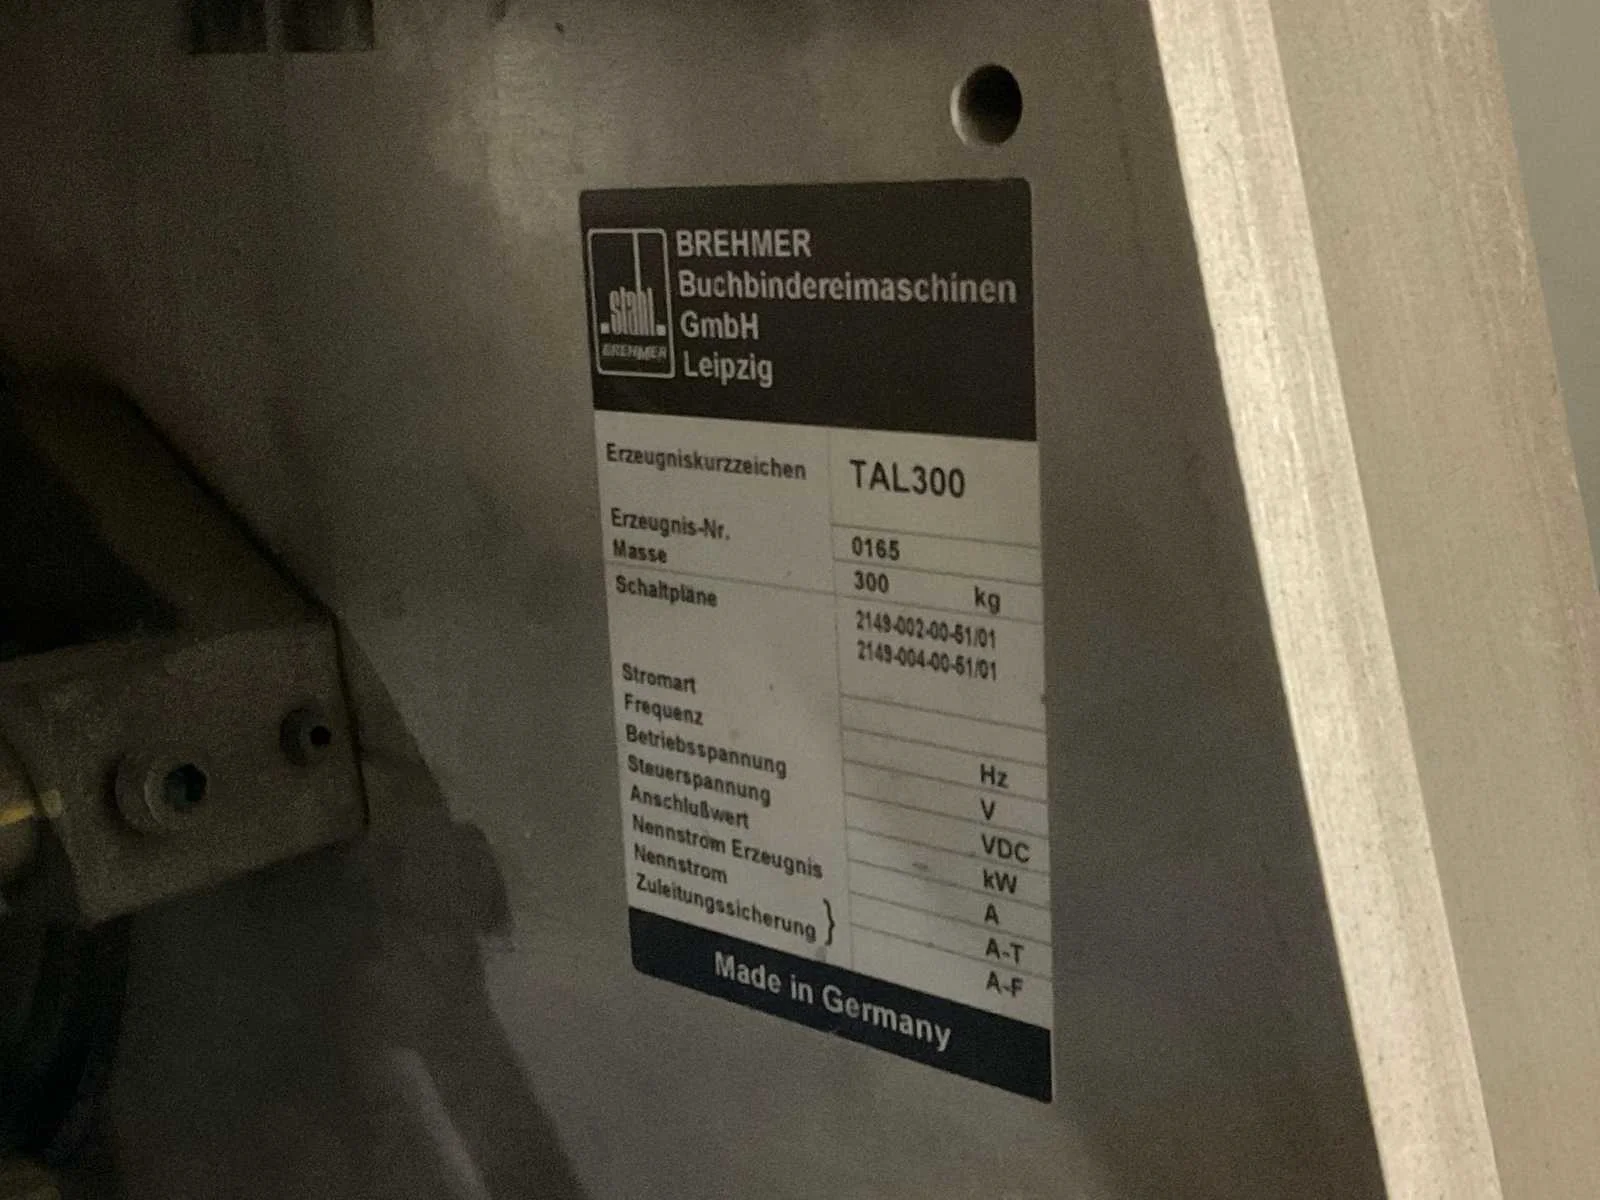 .stahl.
BREHMER
BREHMER
Buchbindereimaschinen
GmbH
Leipzig
Erzeugniskurzzeichen TAL300
Erzeugnis-Nr. 0165
Masse 300 kg
Schaltpläne 2149-002-00-51/01
2149-004-00-51/01
Stromart
Frequenz Hz
Betriebsspannung V
Steuerspannung VDC
Anschlußwert kW
Nennstrom Erzeugnis A
Nennstrom A-T
Zuleitungssicherung } A-F
Made in Germany